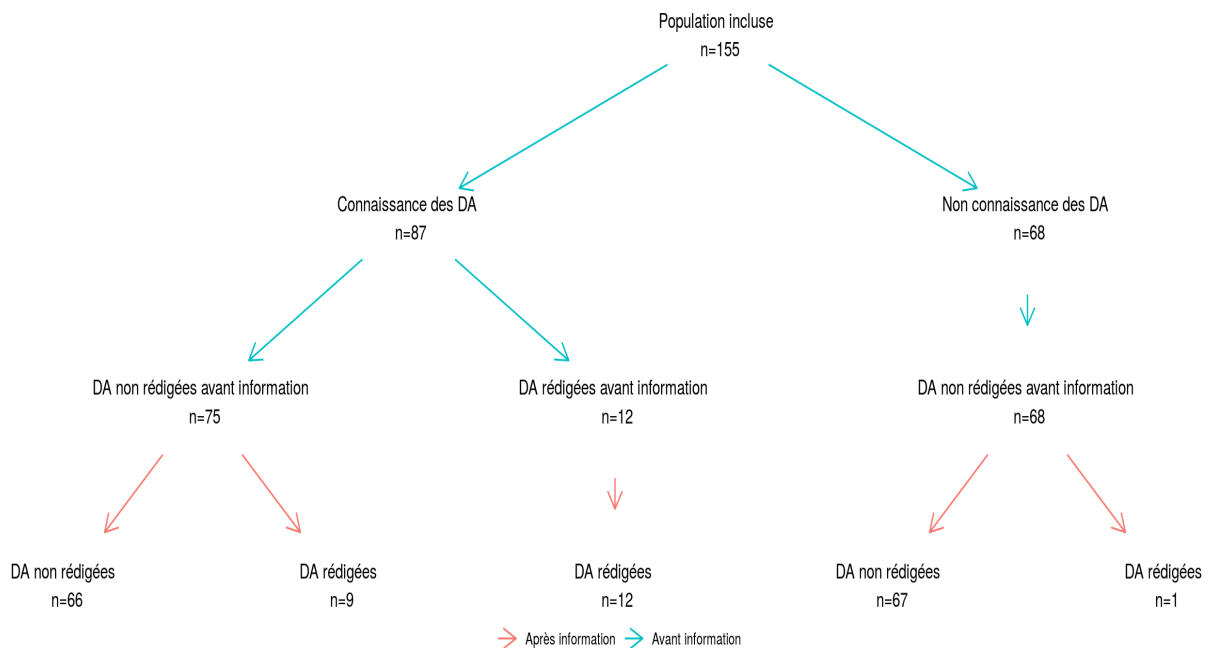 Population incluse
n=155
Connaissance des DA
n=87
Non connaissance des DA
n=68
DA non rédigées avant information
n=75
DA rédigées avant information
n=12
DA non rédigées avant information
n=68
DA non rédigées
n=66
DA rédigées
n=9
DA rédigées
n=12
DA non rédigées
n=67
DA rédigées
n=1
Après information
Avant information